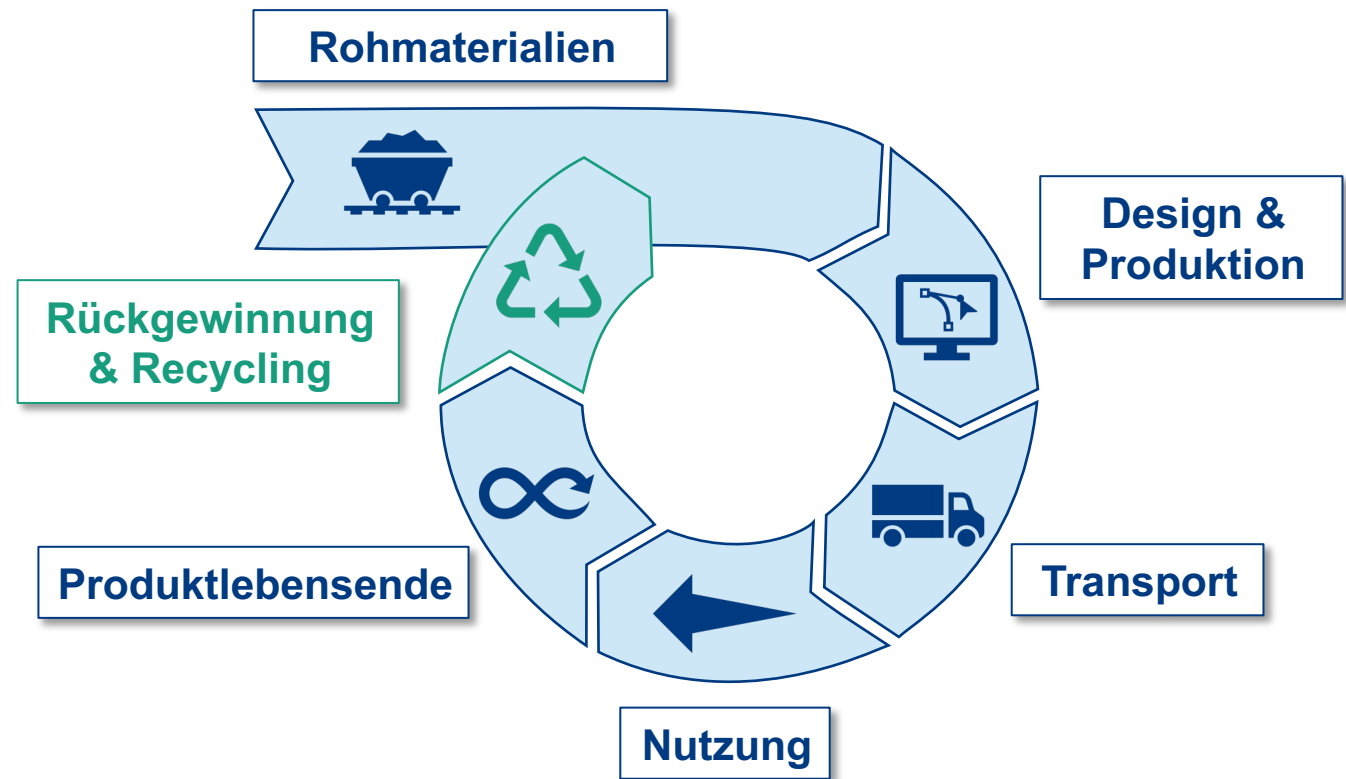 Rohmaterialien
Design &
Produktion
Rückgewinnung
& Recycling
Produktlebensende
Transport
Nutzung